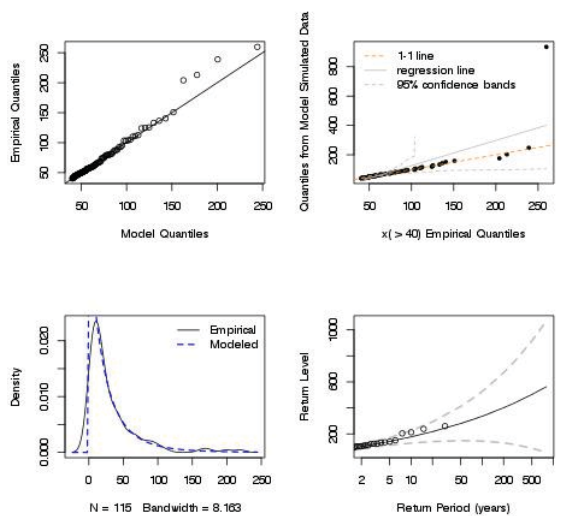 Empirical Quantiles
250
200
150
100
50
50 100 150 200 250
Model Quantiles
Quantiles from Model Simulated Data
800
600
400
200
1-1 line
regression line
95% confidence bands
50 100 150 200 250
x( > 40) Empirical Quantiles
Density
0.020
0.010
0.000
Empirical
Modeled
0 50 100 150 200 250
N = 115 Bandwidth = 8.163
Return Level
1000
600
200
2 5 10 50 200 500
Return Period (years)